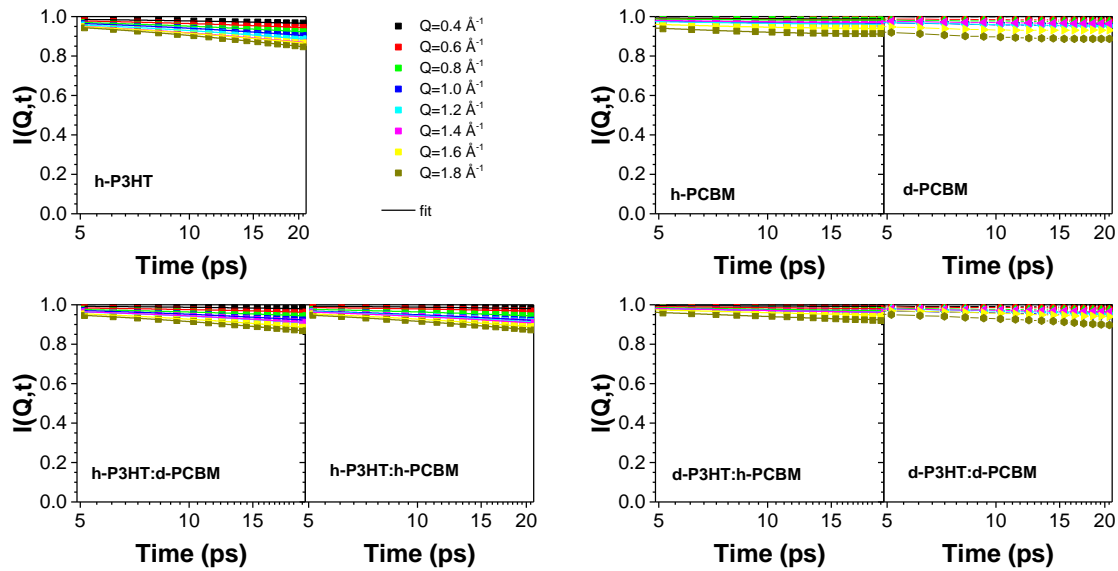 1.0
0.8
0.6
0.4
0.2
0.0
I(Q,t)
h-P3HT
5 10 15 20
Time (ps)
Q=0.4 Å⁻¹
Q=0.6 Å⁻¹
Q=0.8 Å⁻¹
Q=1.0 Å⁻¹
Q=1.2 Å⁻¹
Q=1.4 Å⁻¹
Q=1.6 Å⁻¹
Q=1.8 Å⁻¹
fit
1.0
0.8
0.6
0.4
0.2
0.0
I(Q,t)
h-PCBM
d-PCBM
5 10 15 5 10 15 20
Time (ps) Time (ps)
1.0
0.8
0.6
0.4
0.2
0.0
I(Q,t)
h-P3HT:d-PCBM
h-P3HT:h-PCBM
5 10 15 5 10 15 20
Time (ps) Time (ps)
1.0
0.8
0.6
0.4
0.2
0.0
I(Q,t)
d-P3HT:h-PCBM
d-P3HT:d-PCBM
5 10 15 5 10 15 20
Time (ps) Time (ps)